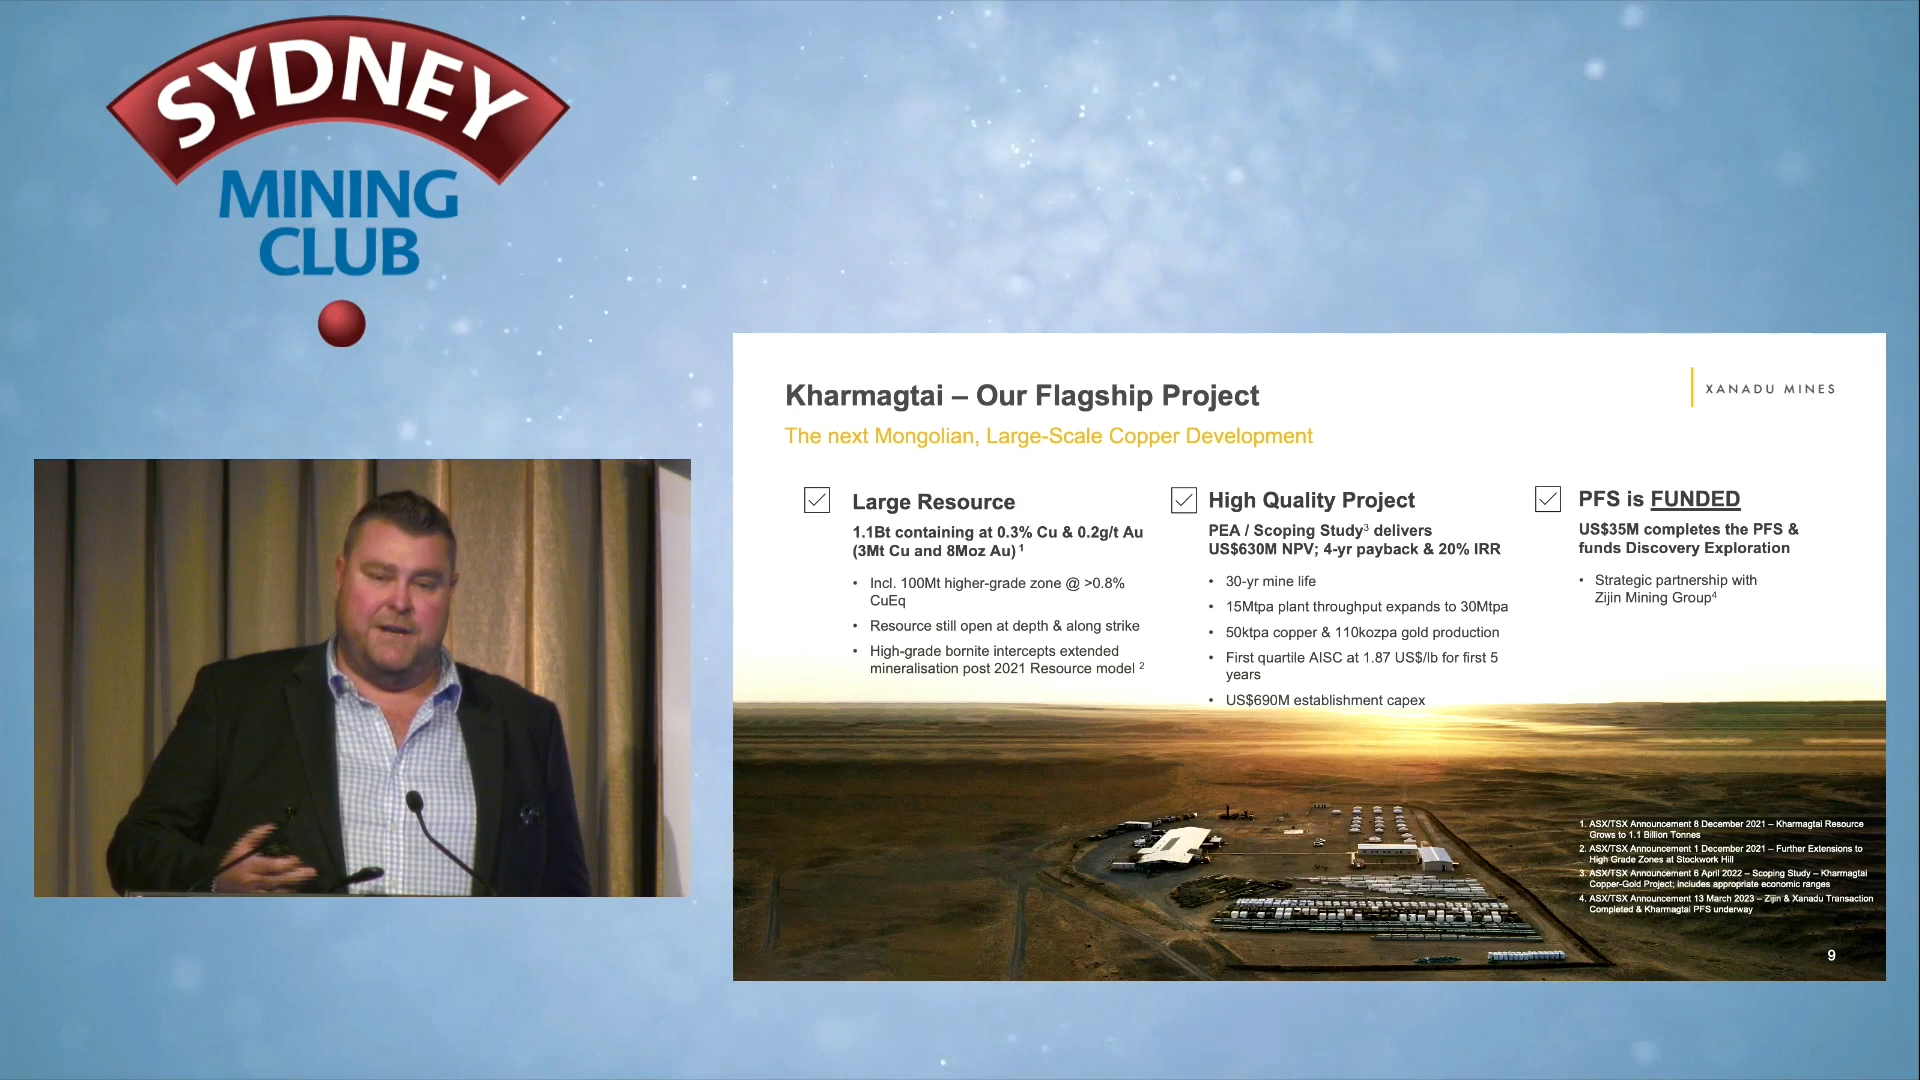 SYDNEY
MINING
CLUB
Kharmagtai – Our Flagship Project
XANADU MINES
The next Mongolian, Large-Scale Copper Development
Large Resource
1.1Bt containing at 0.3% Cu & 0.2g/t Au
(3Mt Cu and 8Moz Au) 1
• Incl. 100Mt higher-grade zone @ >0.8%
CuEq
• Resource still open at depth & along strike
• High-grade bornite intercepts extended
mineralisation post 2021 Resource model 2
High Quality Project
PEA / Scoping Study3 delivers
US$630M NPV; 4-yr payback & 20% IRR
• 30-yr mine life
• 15Mtpa plant throughput expands to 30Mtpa
• 50ktpa copper & 110kozpa gold production
• First quartile AISC at 1.87 US$/lb for first 5
years
• US$690M establishment capex
PFS is FUNDED
US$35M completes the PFS &
funds Discovery Exploration
• Strategic partnership with
Zijin Mining Group4
1. ASX/TSX Announcement 8 December 2021 – Kharmagtai Resource
Grows to 1.1 Billion Tonnes
2. ASX/TSX Announcement 1 December 2021 – Further Extensions to
High Grade Zones at Stockwork Hill
3. ASX/TSX Announcement 6 April 2022 – Scoping Study – Kharmagtai
Copper-Gold Project; includes appropriate economic ranges
4. ASX/TSX Announcement 13 March 2023 – Zijin & Xanadu Transaction
Completed & Kharmagtai PFS underway
9